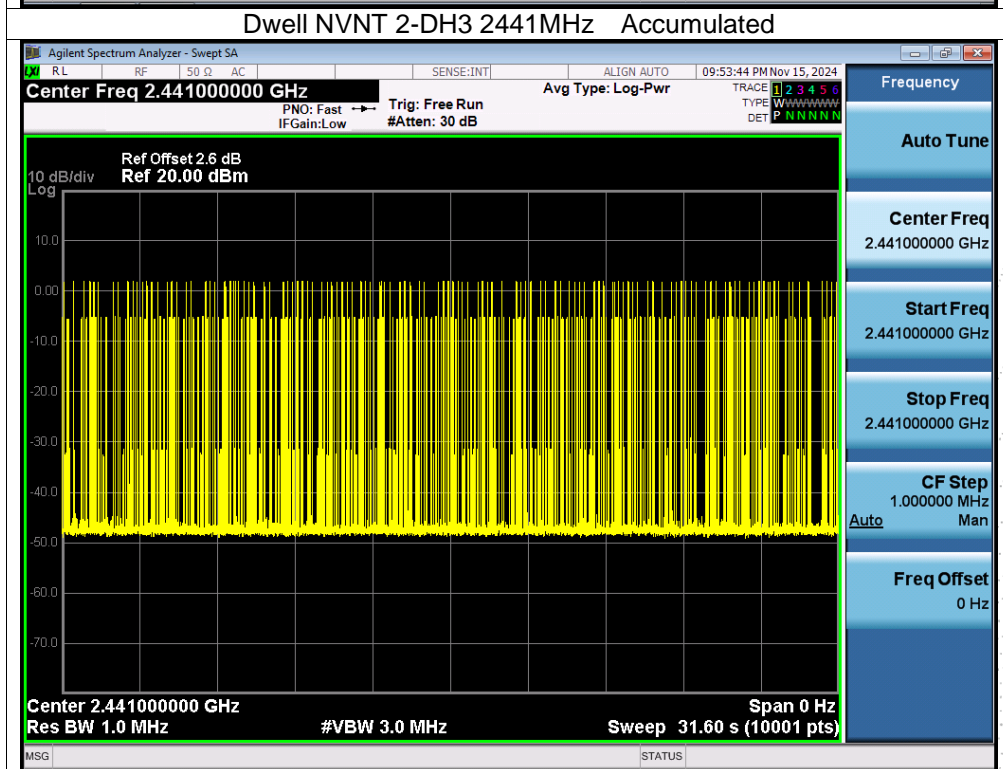 Dwell NVNT 2-DH3 2441MHz Accumulated
Agilent Spectrum Analyzer - Swept SA
LXI RL RF 50 Ω AC SENSE:INT ALIGN AUTO 09:53:44 PM Nov 15, 2024
Center Freq 2.441000000 GHz
PNO: Fast
IFGain:Low
Trig: Free Run
#Atten: 30 dB
Avg Type: Log-Pwr
TRACE 1 2 3 4 5 6
TYPE WWWWWWW
DET P N N N N N
Ref Offset 2.6 dB
10 dB/div Ref 20.00 dBm
Log
10.0
0.00
-10.0
-20.0
-30.0
-40.0
-50.0
-60.0
-70.0
Center 2.441000000 GHz Span 0 Hz
Res BW 1.0 MHz #VBW 3.0 MHz Sweep 31.60 s (10001 pts)
MSG STATUS
Frequency
Auto Tune
Center Freq
2.441000000 GHz
Start Freq
2.441000000 GHz
Stop Freq
2.441000000 GHz
CF Step
1.000000 MHz
Auto Man
Freq Offset
0 Hz